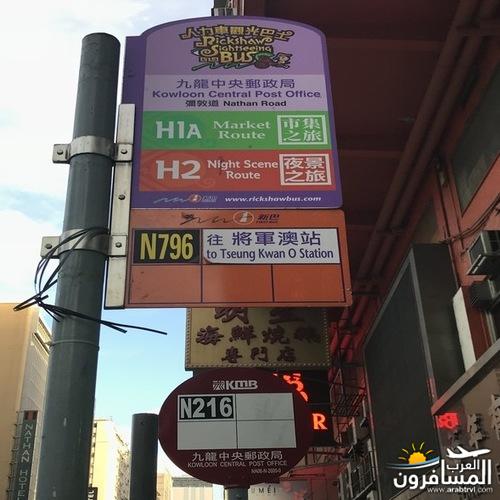 人力車觀光巴士
Rickshaw
Sightseeing
BUS
九龍中央郵政局
Kowloon Central Post Office
彌敦道 Nathan Road
H1A Market Route 市集之旅
H2 Night Scene Route 夜景之旅
www.rickshawbus.com
新巴
N796 往 將軍澳站
to Tseung Kwan O Station
海鮮燒
專門店
KMB
N216
九龍中央郵政局
KOWLOON CENTRAL POST OFFICE
NATHAN HOTEL
العرب
المسافرون
www.arabtrvl.com